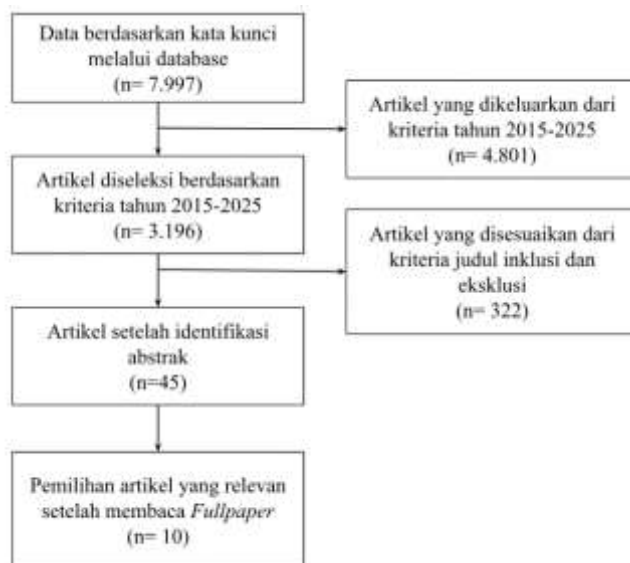 Data berdasarkan kata kunci
melalui database
(n= 7.997)
Artikel yang dikeluarkan dari
kriteria tahun 2015-2025
(n= 4.801)
Artikel diseleksi berdasarkan
kriteria tahun 2015-2025
(n= 3.196)
Artikel yang disesuaikan dari
kriteria judul inklusi dan
eksklusi
(n= 322)
Artikel setelah identifikasi
abstrak
(n=45)
Pemilihan artikel yang relevan
setelah membaca Fullpaper
(n= 10)